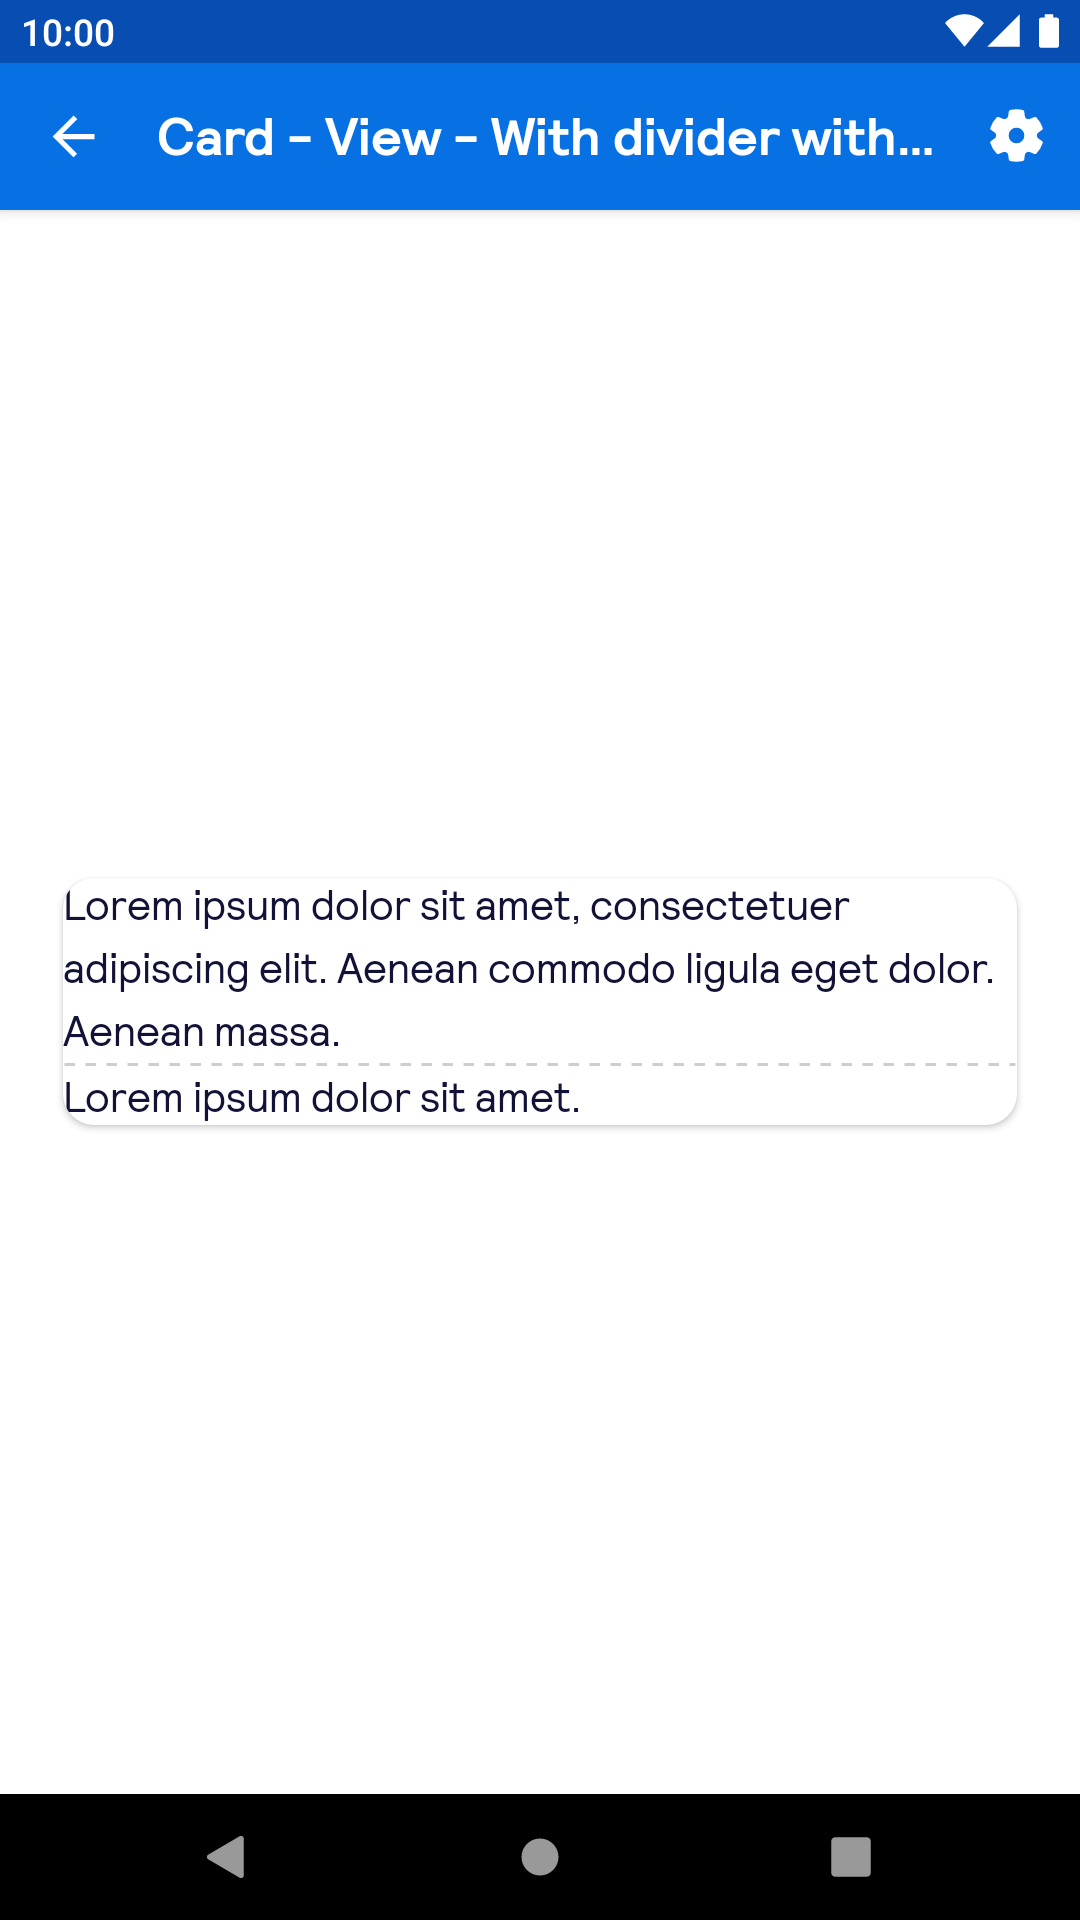 10:00
Card - View - With divider with...
Lorem ipsum dolor sit amet, consectetuer
adipiscing elit. Aenean commodo ligula eget dolor.
Aenean massa.
Lorem ipsum dolor sit amet.